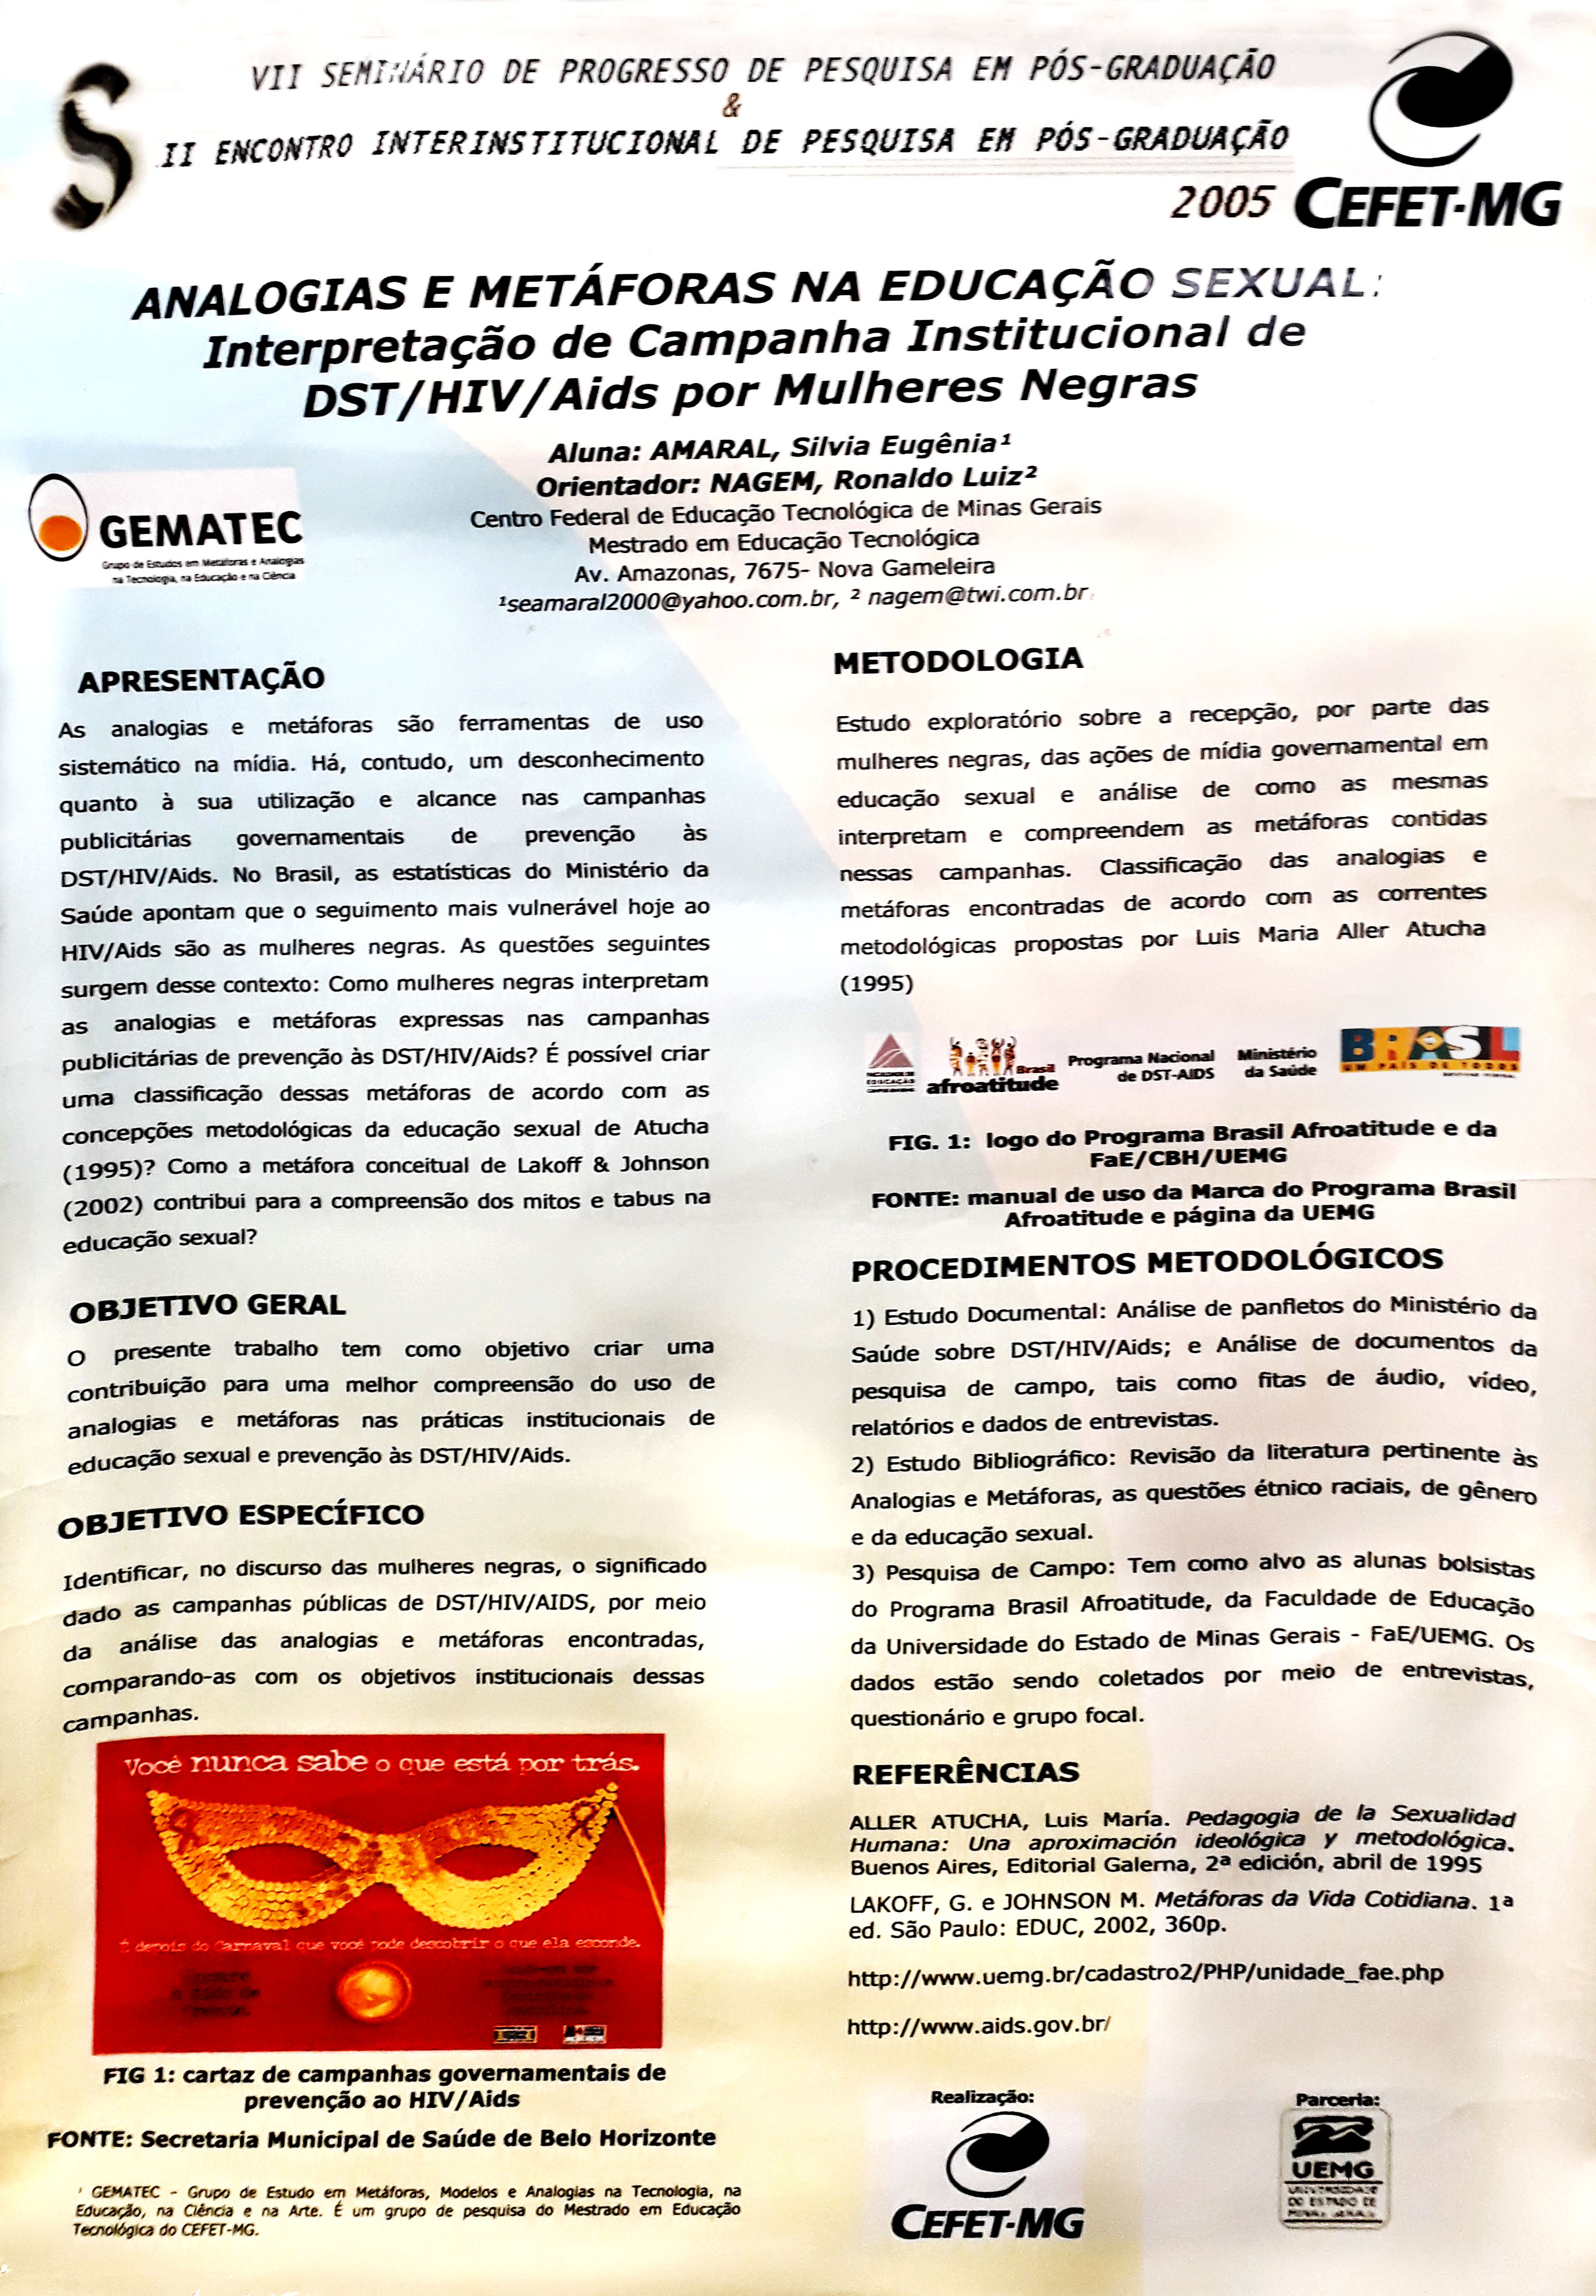 VII SEMINÁRIO DE PROGRESSO DE PESQUISA EM PÓS-GRADUAÇÃO
&
II ENCONTRO INTERINSTITUCIONAL DE PESQUISA EM PÓS-GRADUAÇÃO
2005 CEFET-MG
ANALOGIAS E METÁFORAS NA EDUCAÇÃO SEXUAL:
Interpretação de Campanha Institucional de
DST/HIV/Aids por Mulheres Negras
Aluna: AMARAL, Silvia Eugênia¹
Orientador: NAGEM, Ronaldo Luiz²
Centro Federal de Educação Tecnológica de Minas Gerais
Mestrado em Educação Tecnológica
Av. Amazonas, 7675- Nova Gameleira
¹seamaral2000@yahoo.com.br, ² nagem@twi.com.br
GEMATEC
Grupo de Estudos em Metáforas e Analogias
na Tecnologia, na Educação e na Ciência
APRESENTAÇÃO
As analogias e metáforas são ferramentas de uso
sistemático na mídia. Há, contudo, um desconhecimento
quanto à sua utilização e alcance nas campanhas
publicitárias governamentais de prevenção às
DST/HIV/Aids. No Brasil, as estatísticas do Ministério da
Saúde apontam que o seguimento mais vulnerável hoje ao
HIV/Aids são as mulheres negras. As questões seguintes
surgem desse contexto: Como mulheres negras interpretam
as analogias e metáforas expressas nas campanhas
publicitárias de prevenção às DST/HIV/Aids? É possível criar
uma classificação dessas metáforas de acordo com as
concepções metodológicas da educação sexual de Atucha
(1995)? Como a metáfora conceitual de Lakoff & Johnson
(2002) contribui para a compreensão dos mitos e tabus na
educação sexual?
OBJETIVO GERAL
O presente trabalho tem como objetivo criar uma
contribuição para uma melhor compreensão do uso de
analogias e metáforas nas práticas institucionais de
educação sexual e prevenção às DST/HIV/Aids.
OBJETIVO ESPECÍFICO
Identificar, no discurso das mulheres negras, o significado
dado as campanhas públicas de DST/HIV/AIDS, por meio
da análise das analogias e metáforas encontradas,
comparando-as com os objetivos institucionais dessas
campanhas.
Você nunca sabe o que está por trás.
É depois do Carnaval que você pode descobrir o que ela esconde.
FIG 1: cartaz de campanhas governamentais de
prevenção ao HIV/Aids
FONTE: Secretaria Municipal de Saúde de Belo Horizonte
¹ GEMATEC - Grupo de Estudo em Metáforas, Modelos e Analogias na Tecnologia, na
Educação, na Ciência e na Arte. É um grupo de pesquisa do Mestrado em Educação
Tecnológica do CEFET-MG.
METODOLOGIA
Estudo exploratório sobre a recepção, por parte das
mulheres negras, das ações de mídia governamental em
educação sexual e análise de como as mesmas
interpretam e compreendem as metáforas contidas
nessas campanhas. Classificação das analogias e
metáforas encontradas de acordo com as correntes
metodológicas propostas por Luis Maria Aller Atucha
(1995)
EDUCAÇÃO
Brasil
afroatitude
Programa Nacional
de DST-AIDS
Ministério
da Saúde
BRASIL
UM PAÍS DE TODOS
FIG. 1: logo do Programa Brasil Afroatitude e da
FaE/CBH/UEMG
FONTE: manual de uso da Marca do Programa Brasil
Afroatitude e página da UEMG
PROCEDIMENTOS METODOLÓGICOS
1) Estudo Documental: Análise de panfletos do Ministério da
Saúde sobre DST/HIV/Aids; e Análise de documentos da
pesquisa de campo, tais como fitas de áudio, vídeo,
relatórios e dados de entrevistas.
2) Estudo Bibliográfico: Revisão da literatura pertinente às
Analogias e Metáforas, as questões étnico raciais, de gênero
e da educação sexual.
3) Pesquisa de Campo: Tem como alvo as alunas bolsistas
do Programa Brasil Afroatitude, da Faculdade de Educação
da Universidade do Estado de Minas Gerais - FaE/UEMG. Os
dados estão sendo coletados por meio de entrevistas,
questionário e grupo focal.
REFERÊNCIAS
ALLER ATUCHA, Luis María. Pedagogia de la Sexualidad
Humana: Una aproximación ideológica y metodológica.
Buenos Aires, Editorial Galerna, 2ª edición, abril de 1995
LAKOFF, G. e JOHNSON M. Metáforas da Vida Cotidiana. 1ª
ed. São Paulo: EDUC, 2002, 360p.
http://www.uemg.br/cadastro2/PHP/unidade_fae.php
http://www.aids.gov.br/
Realização:
CEFET-MG
Parceria:
UEMG
UNIVERSIDADE
DO ESTADO DE
MINAS GERAIS